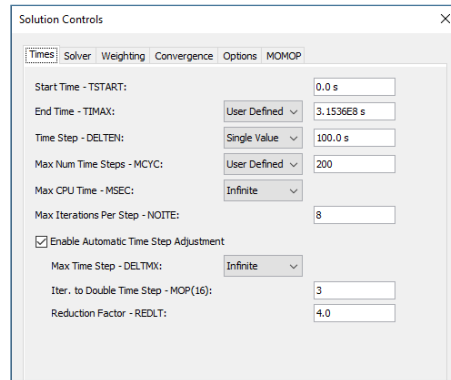 Solution Controls
Times Solver Weighting Convergence Options MOMOP
Start Time - TSTART: 0.0 s
End Time - TIMAX: User Defined 3.1536E8 s
Time Step - DELTEN: Single Value 100.0 s
Max Num Time Steps - MCYC: User Defined 200
Max CPU Time - MSEC: Infinite
Max Iterations Per Step - NOITE: 8
Enable Automatic Time Step Adjustment
Max Time Step - DELTMX: Infinite
Iter. to Double Time Step - MOP(16): 3
Reduction Factor - REDLT: 4.0